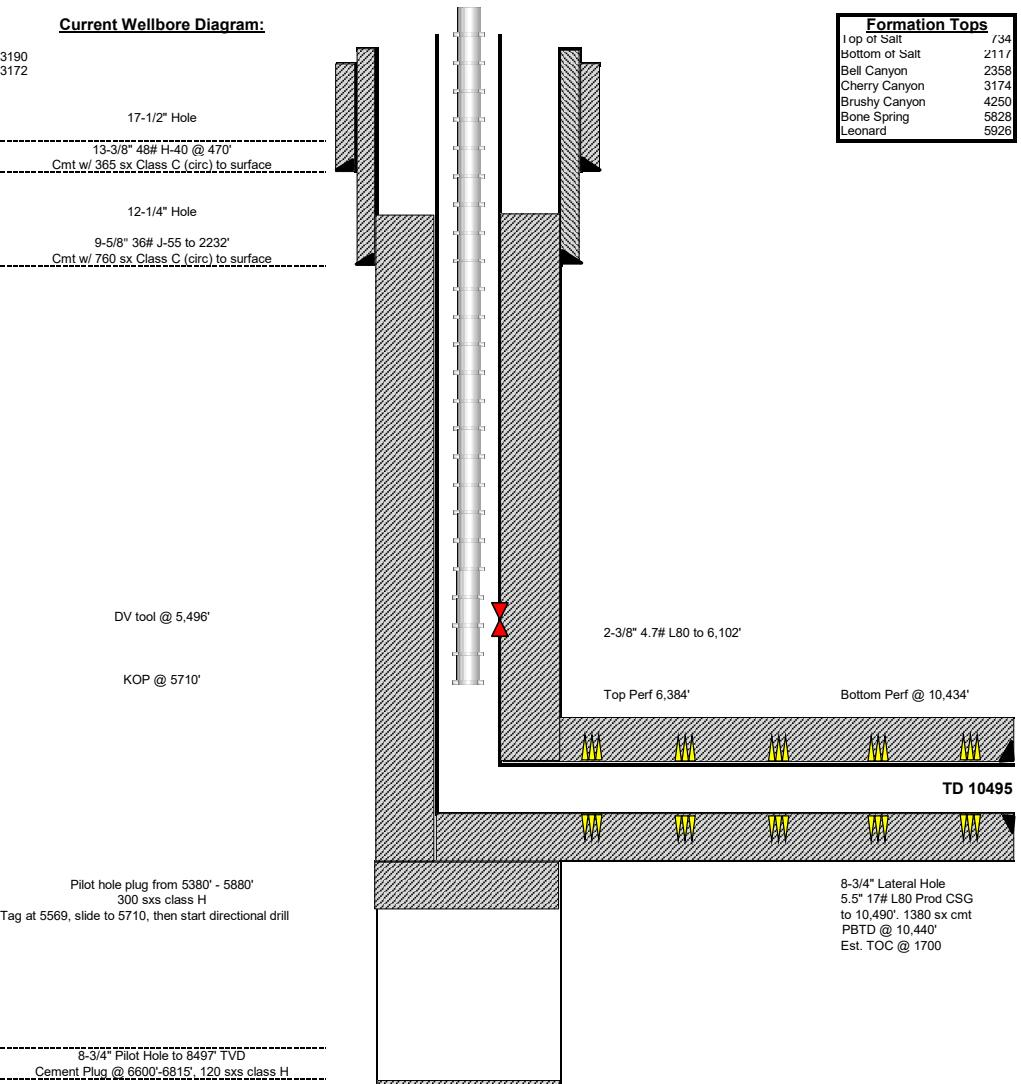 Current Wellbore Diagram:
3190
3172
17-1/2" Hole
13-3/8" 48# H-40 @ 470'
Cmt w/ 365 sx Class C (circ) to surface
12-1/4" Hole
9-5/8" 36# J-55 to 2232'
Cmt w/ 760 sx Class C (circ) to surface
Formation Tops
Top of Salt 734
Bottom of Salt 2117
Bell Canyon 2358
Cherry Canyon 3174
Brushy Canyon 4250
Bone Spring 5828
Leonard 5926
DV tool @ 5,496'
2-3/8" 4.7# L80 to 6,102'
KOP @ 5710'
Top Perf 6,384'
Bottom Perf @ 10,434'
TD 10495
Pilot hole plug from 5380' - 5880'
300 sxs class H
Tag at 5569, slide to 5710, then start directional drill
8-3/4" Lateral Hole
5.5" 17# L80 Prod CSG
to 10,490'. 1380 sx cmt
PBTD @ 10,440'
Est. TOC @ 1700
8-3/4" Pilot Hole to 8497' TVD
Cement Plug @ 6600'-6815', 120 sxs class H